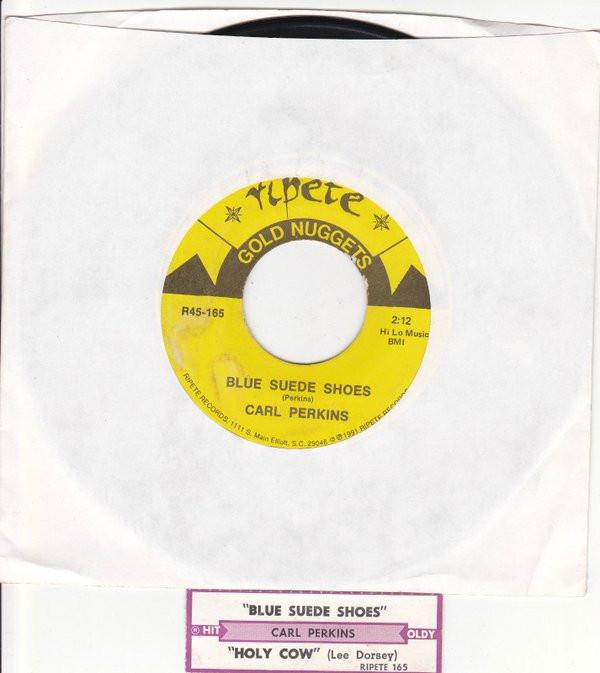 ripete
GOLD NUGGETS
R45-165
2:12
Hi Lo Music
BMI
BLUE SUEDE SHOES
(Perkins)
CARL PERKINS
RIPETE RECORDS, 1111 S. Main Elliott, S.C. 29046 © ℗ 1991 RIPETE RECORDS
"BLUE SUEDE SHOES"
® HIT CARL PERKINS OLDY
"HOLY COW" (Lee Dorsey)
RIPETE 165